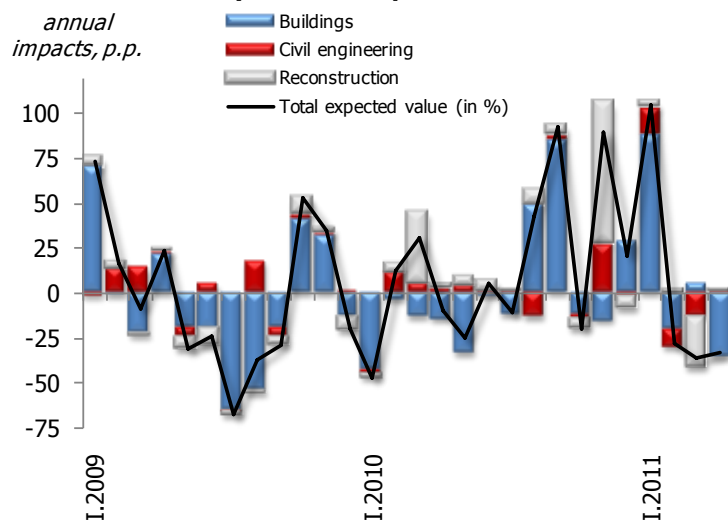 annual
impacts, p.p.
Buildings
Civil engineering
Reconstruction
Total expected value (in %)
100
75
50
25
0
-25
-50
-75
I.2009
I.2010
I.2011